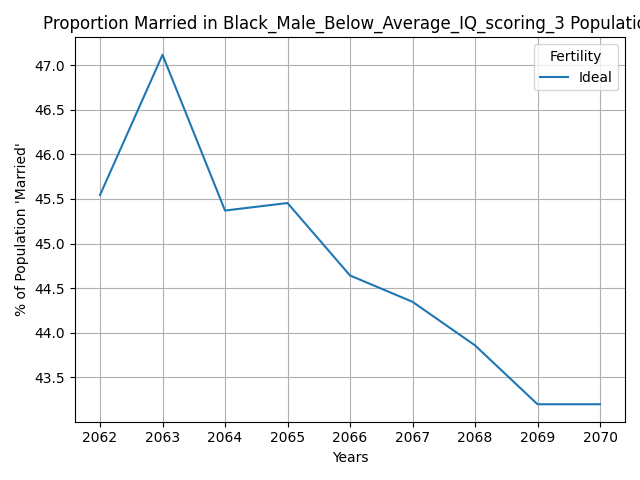 Proportion Married in Black_Male_Below_Average_IQ_scoring_3 Populatio
Fertility
Ideal
% of Population 'Married'
47.0
46.5
46.0
45.5
45.0
44.5
44.0
43.5
2062 2063 2064 2065 2066 2067 2068 2069 2070
Years